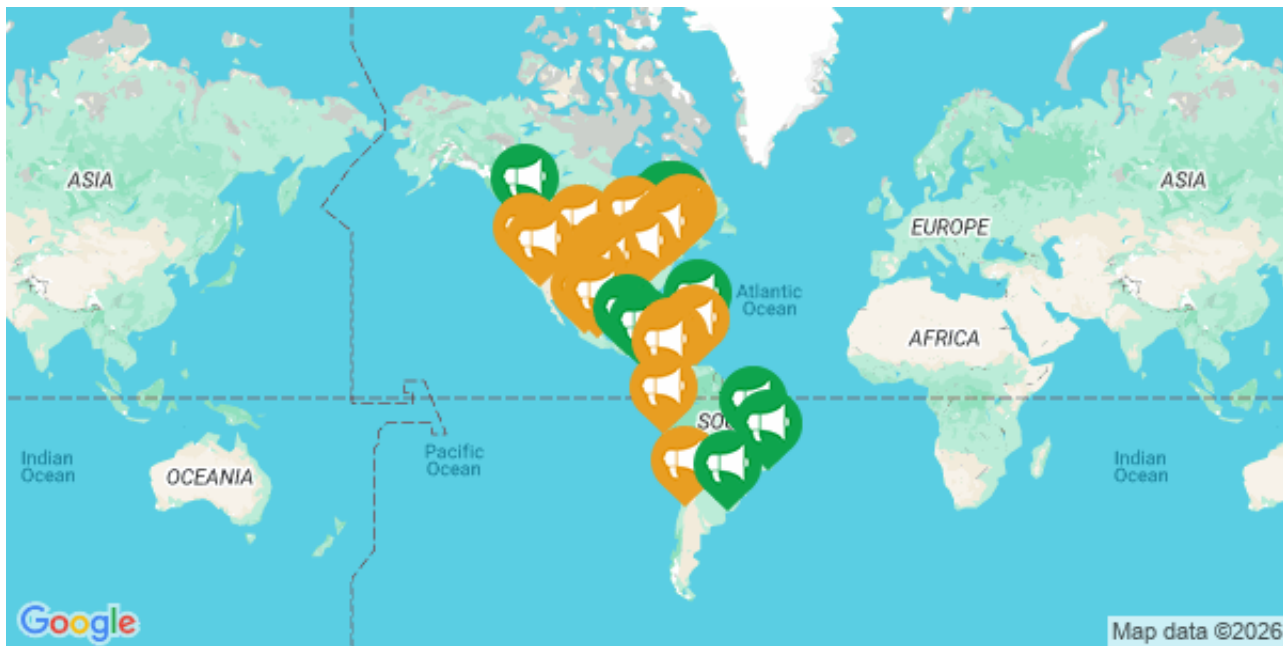 ASIA
ASIA
EUROPE
Atlantic
Ocean
AFRICA
SOU
Pacific
Ocean
Indian
Ocean
OCEANIA
Indian
Ocean
Google
Map data ©2026